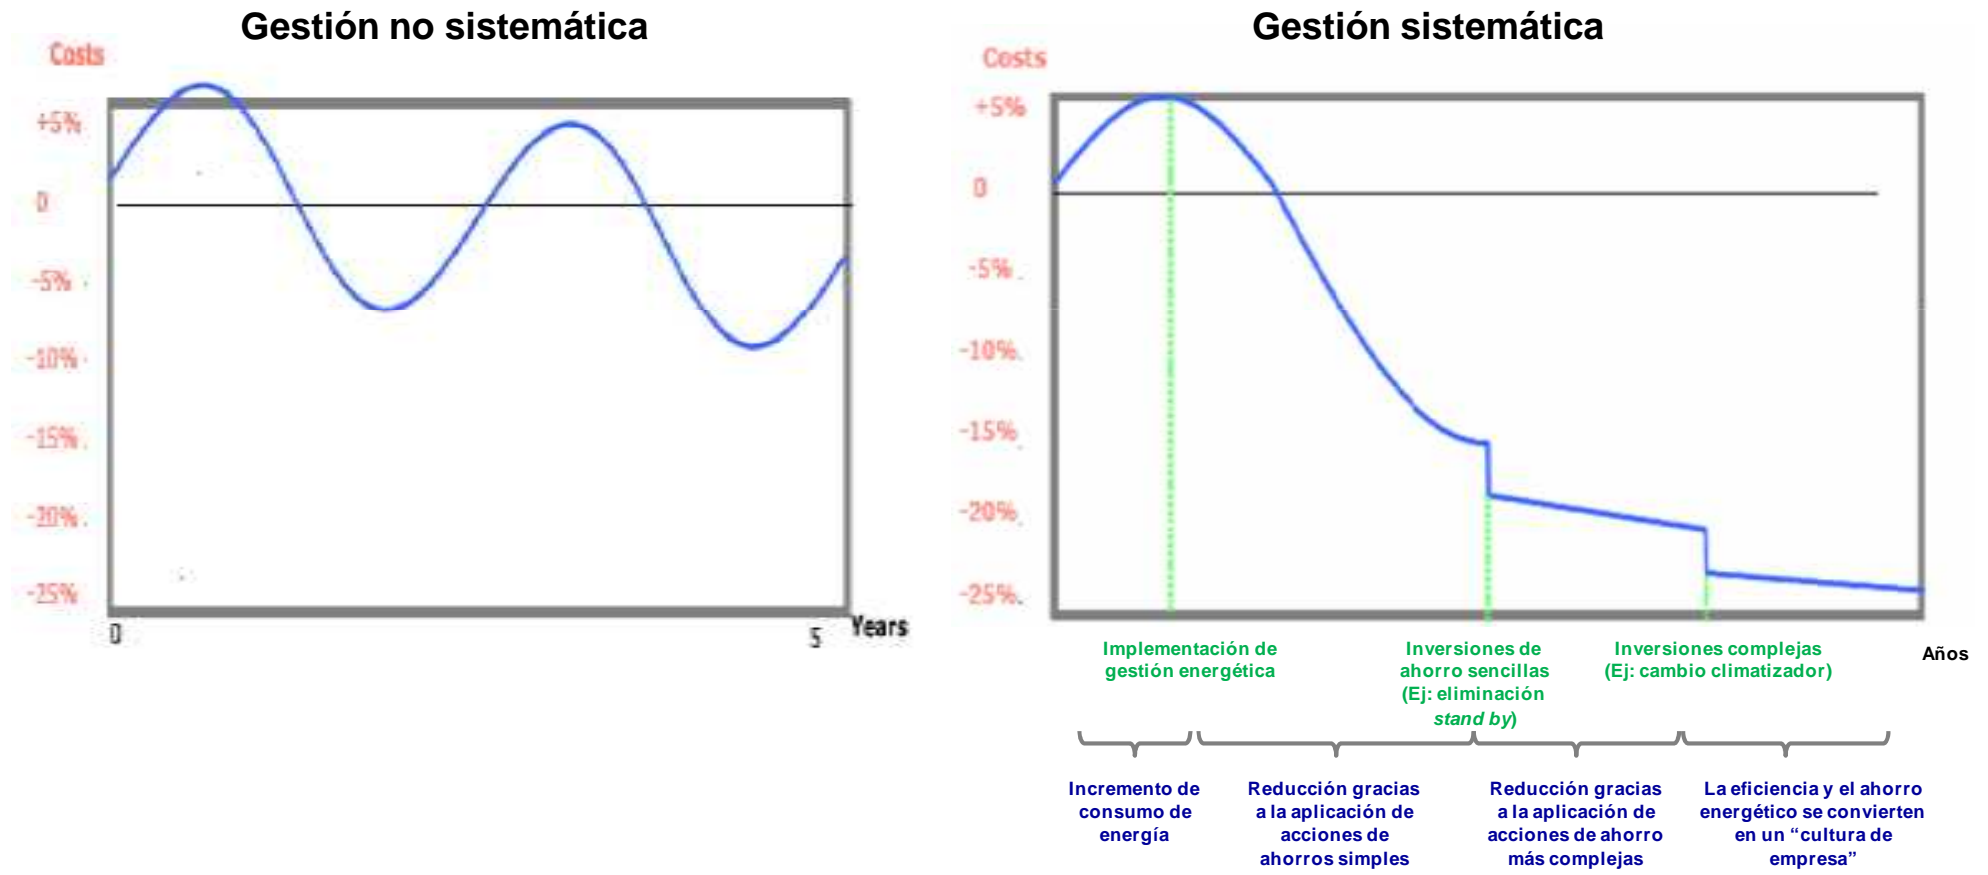 Gestión no sistemática
Costs
+5%
0
-5%
-10%
-15%
-20%
-25%
0
5
Years
Gestión sistemática
Costs
+5%
0
-5%
-10%
-15%
-20%
-25%
Años
Implementación de
gestión energética
Inversiones de
ahorro sencillas
(Ej: eliminación
stand by)
Inversiones complejas
(Ej: cambio climatizador)
Incremento de
consumo de
energía
Reducción gracias
a la aplicación de
acciones de
ahorros simples
Reducción gracias
a la aplicación de
acciones de ahorro
más complejas
La eficiencia y el ahorro
energético se convierten
en un “cultura de
empresa”